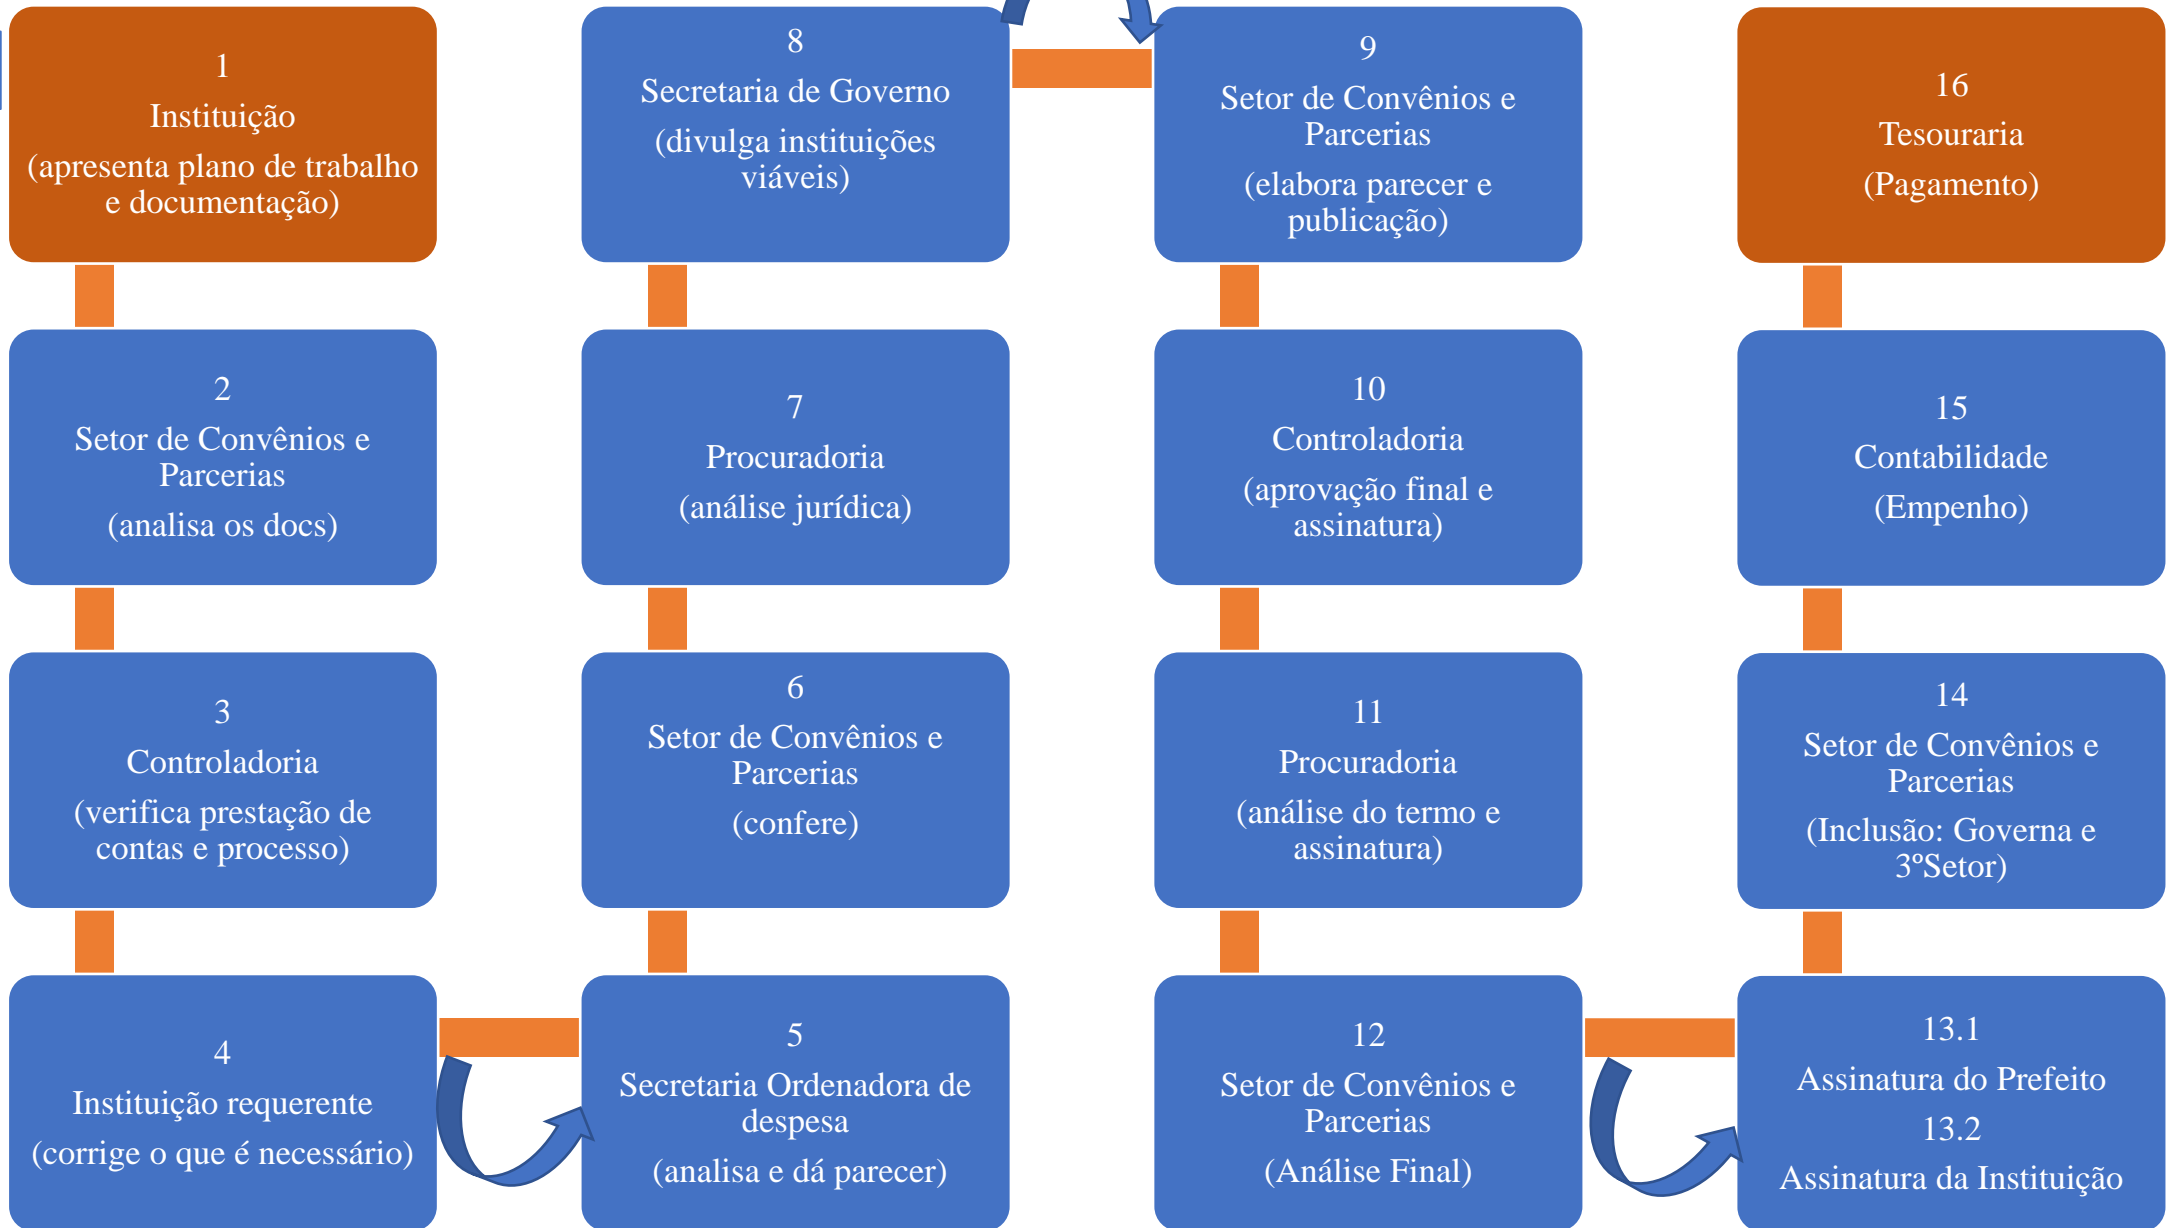 1
Instituição
(apresenta plano de trabalho
e documentação)
2
Setor de Convênios e
Parcerias
(analisa os docs)
3
Controladoria
(verifica prestação de
contas e processo)
4
Instituição requerente
(corrige o que é necessário)
5
Secretaria Ordenadora de
despesa
(analisa e dá parecer)
6
Setor de Convênios e
Parcerias
(confere)
7
Procuradoria
(análise jurídica)
8
Secretaria de Governo
(divulga instituições
viáveis)
9
Setor de Convênios e
Parcerias
(elabora parecer e
publicação)
10
Controladoria
(aprovação final e
assinatura)
11
Procuradoria
(análise do termo e
assinatura)
12
Setor de Convênios e
Parcerias
(Análise Final)
13.1
Assinatura do Prefeito
13.2
Assinatura da Instituição
14
Setor de Convênios e
Parcerias
(Inclusão: Governa e
3ºSetor)
15
Contabilidade
(Empenho)
16
Tesouraria
(Pagamento)